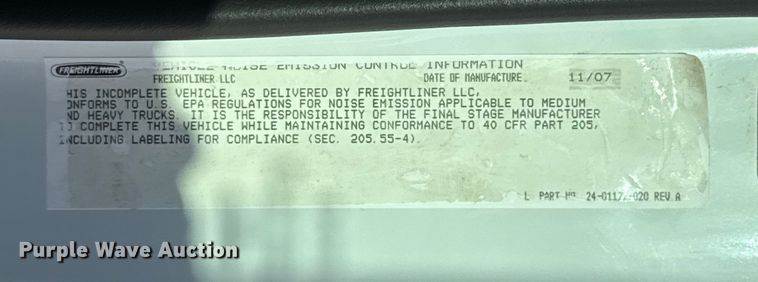 FREIGHTLINER VEHICLE NOISE EMISSION CONTROL INFORMATION
FREIGHTLINER LLC DATE OF MANUFACTURE 11/07
HIS INCOMPLETE VEHICLE, AS DELIVERED BY FREIGHTLINER LLC,
ONFORMS TO U.S. EPA REGULATIONS FOR NOISE EMISSION APPLICABLE TO MEDIUM
ND HEAVY TRUCKS. IT IS THE RESPONSIBILITY OF THE FINAL STAGE MANUFACTURER
TO COMPLETE THIS VEHICLE WHILE MAINTAINING CONFORMANCE TO 40 CFR PART 205,
INCLUDING LABELING FOR COMPLIANCE (SEC. 205.55-4).
PART NO. REV A
Purple Wave Auction